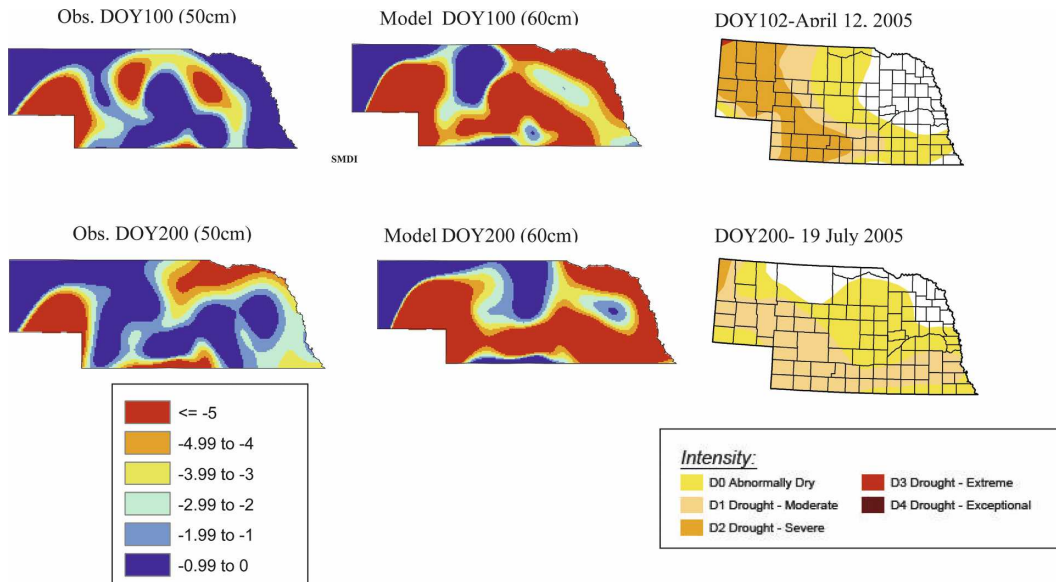 Obs. DOY100 (50cm)
Model DOY100 (60cm)
DOY102-April 12, 2005
SMDI
Obs. DOY200 (50cm)
Model DOY200 (60cm)
DOY200- 19 July 2005
<= -5
-4.99 to -4
-3.99 to -3
-2.99 to -2
-1.99 to -1
-0.99 to 0
Intensity:
D0 Abnormally Dry
D1 Drought - Moderate
D2 Drought - Severe
D3 Drought - Extreme
D4 Drought - Exceptional